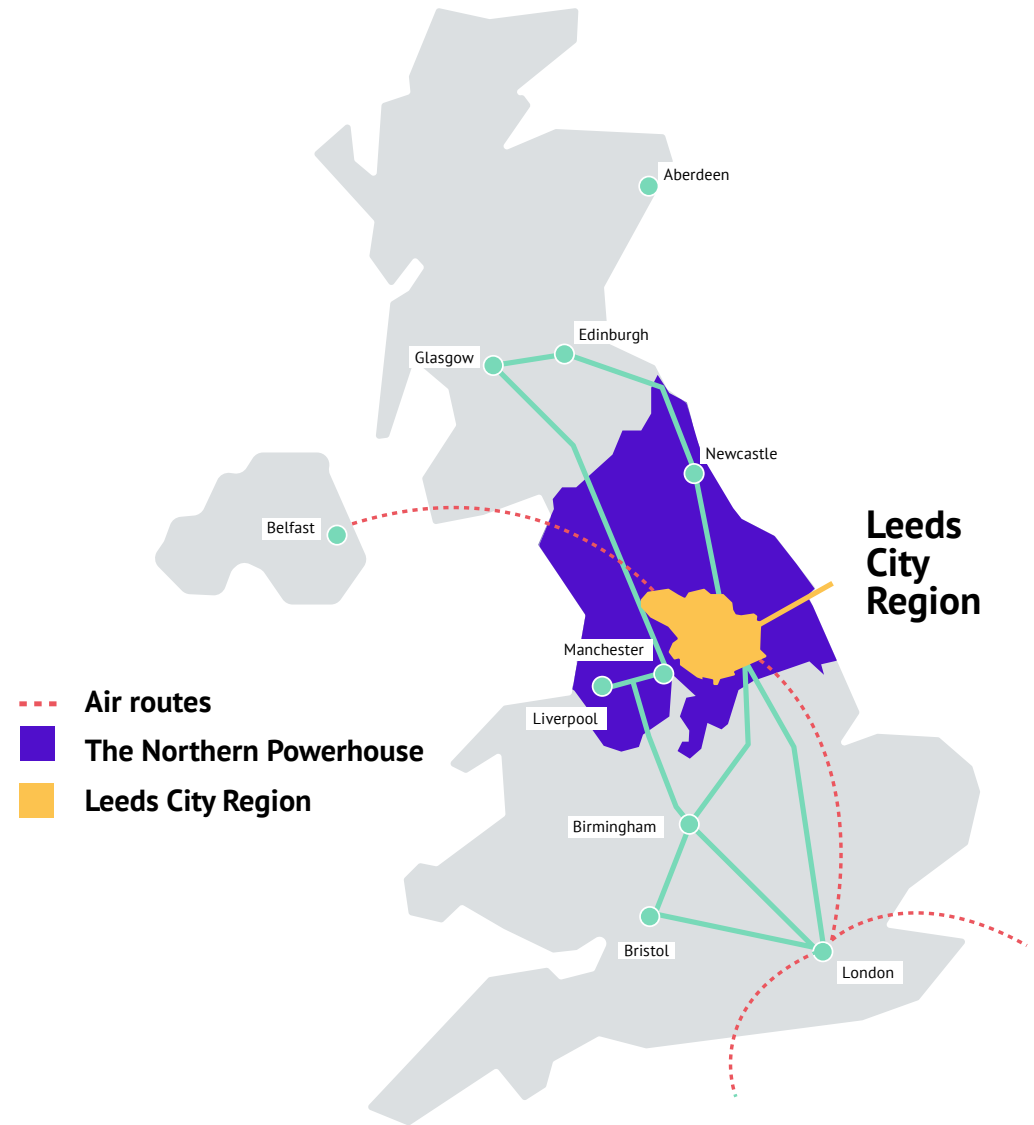 Aberdeen
Edinburgh
Glasgow
Newcastle
Leeds
City
Region
Belfast
Manchester
Liverpool
Air routes
The Northern Powerhouse
Leeds City Region
Birmingham
Bristol
London